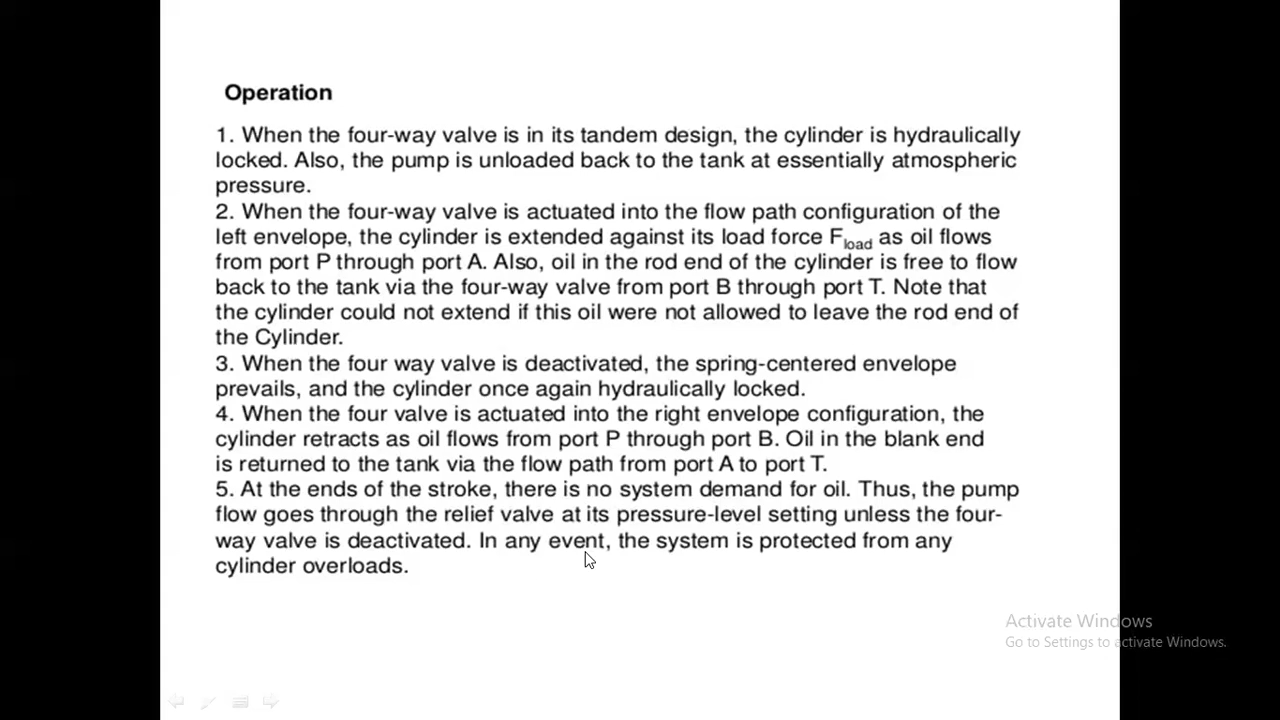 Operation
1. When the four-way valve is in its tandem design, the cylinder is hydraulically
locked. Also, the pump is unloaded back to the tank at essentially atmospheric
pressure.
2. When the four-way valve is actuated into the flow path configuration of the
left envelope, the cylinder is extended against its load force Fload as oil flows
from port P through port A. Also, oil in the rod end of the cylinder is free to flow
back to the tank via the four-way valve from port B through port T. Note that
the cylinder could not extend if this oil were not allowed to leave the rod end of
the Cylinder.
3. When the four way valve is deactivated, the spring-centered envelope
prevails, and the cylinder once again hydraulically locked.
4. When the four valve is actuated into the right envelope configuration, the
cylinder retracts as oil flows from port P through port B. Oil in the blank end
is returned to the tank via the flow path from port A to port T.
5. At the ends of the stroke, there is no system demand for oil. Thus, the pump
flow goes through the relief valve at its pressure-level setting unless the four-
way valve is deactivated. In any event, the system is protected from any
cylinder overloads.
Activate Windows
Go to Settings to activate Windows.